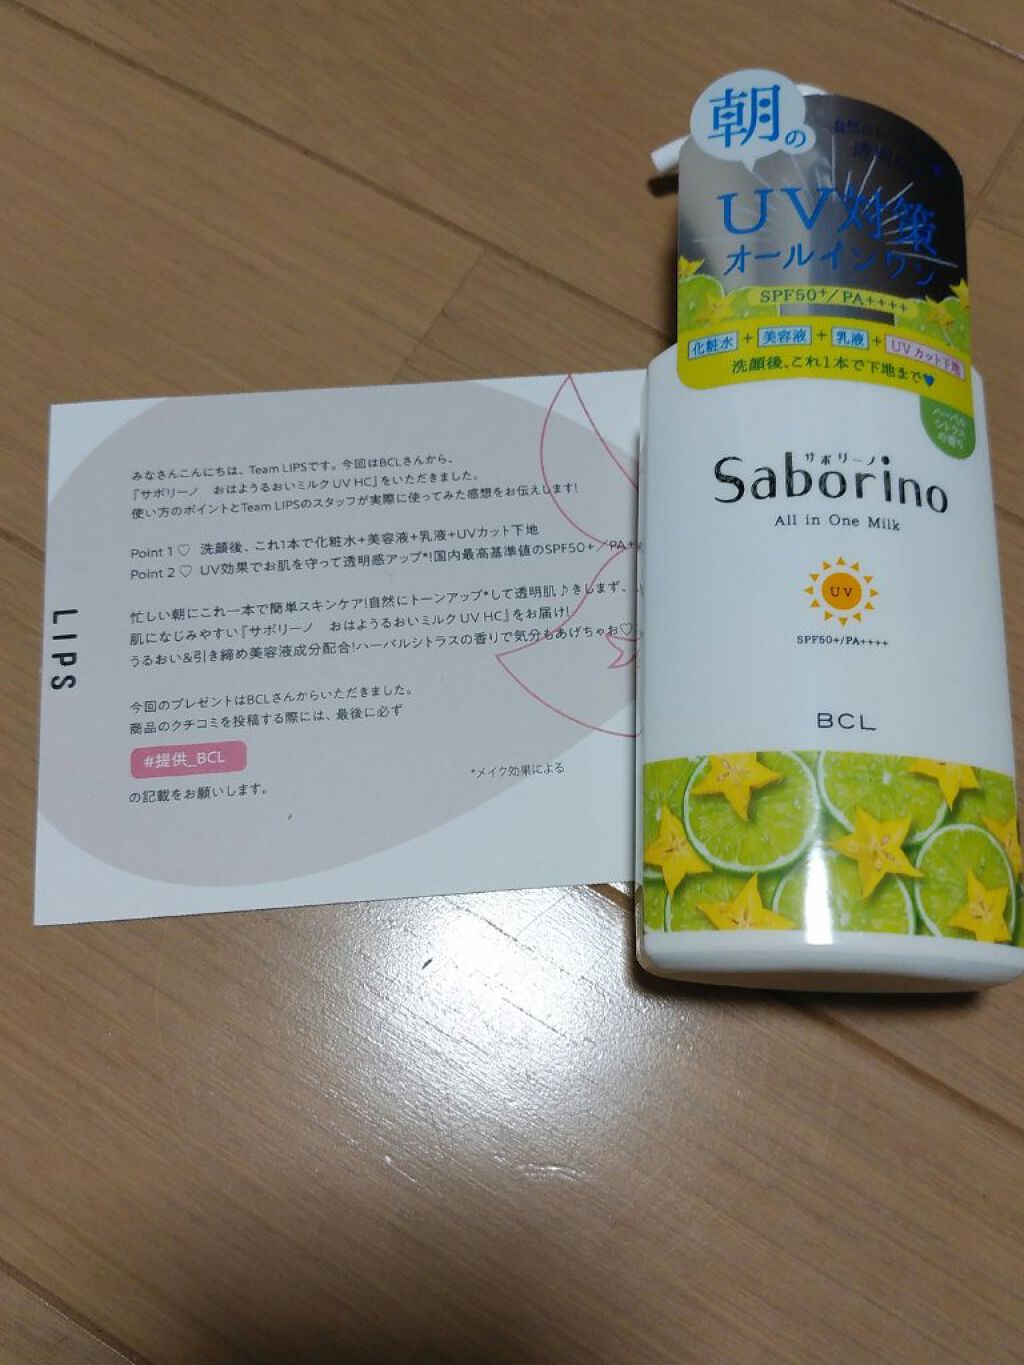 LIPS
みなさんこんにちは、Team LIPSです。今回はBCLさんから、
『サボリーノ　おはようるおいミルク UV HC』をいただきました。
使い方のポイントとTeam LIPSのスタッフが実際に使ってみた感想をお伝えします!
Point 1 ♡ 洗顔後、これ1本で化粧水+美容液+乳液+UVカット下地
Point 2 ♡ UV効果でお肌を守って透明感アップ*!国内最高基準値のSPF50+／PA+
忙しい朝にこれ一本で簡単スキンケア!自然にトーンアップ*して透明肌♪きしまず、
肌になじみやすい『サボリーノ　おはようるおいミルク UV HC』をお届け!
うるおい&引き締め美容液成分配合!ハーバルシトラスの香りで気分もあげちゃお♡
今回のプレゼントはBCLさんからいただきました。
商品のクチコミを投稿する際には、最後に必ず
#提供_BCL
の記載をお願いします。
*メイク効果による
朝の
UV対策
オールインワン
SPF50+/PA++++
化粧水+美容液+乳液+UVカット下地
洗顔後、これ1本で下地まで♥
ハーバル
シトラス
の香り
サボリーノ
Saborino
All in One Milk
UV
SPF50+/PA++++
BCL